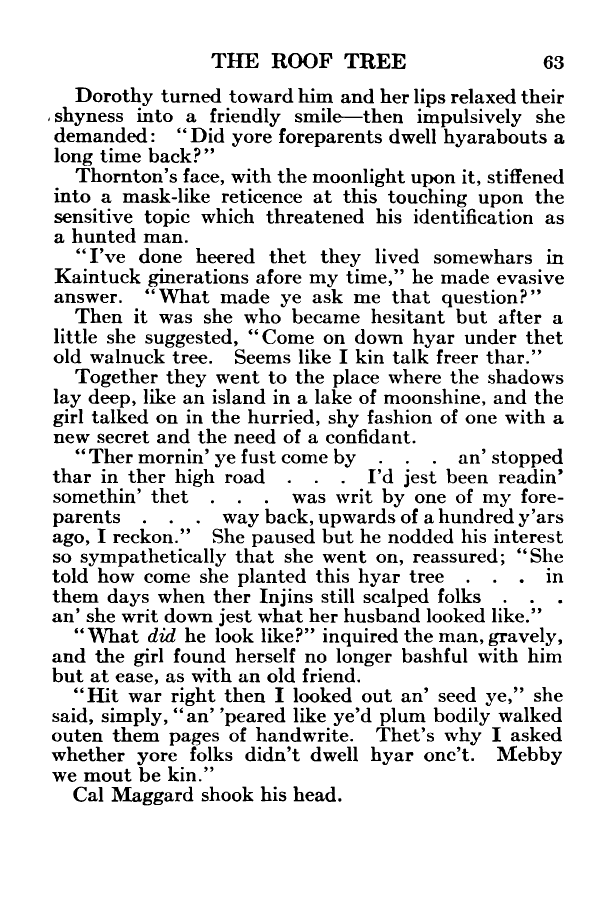 THE ROOF TREE 63
Dorothy turned toward him and her lips relaxed their
shyness into a friendly smile—then impulsively she
demanded: “Did yore foreparents dwell hyarabouts a
long time back?”
Thornton's face, with the moonlight upon it, stiffened
into a mask-like reticence at this touching upon the
sensitive topic which threatened his identification as
a hunted man.
“I've done heered thet they lived somewhars in
Kaintuck ginerations afore my time,” he made evasive
answer. “What made ye ask me that question?”
Then it was she who became hesitant but after a
little she suggested, “Come on down hyar under thet
old walnuck tree. Seems like I kin talk freer thar.”
Together they went to the place where the shadows
lay deep, like an island in a lake of moonshine, and the
girl talked on in the hurried, shy fashion of one with a
new secret and the need of a confidant.
“Ther mornin' ye fust come by . . . an' stopped
thar in ther high road . . . I'd jest been readin'
somethin' thet . . . was writ by one of my fore-
parents . . . way back, upwards of a hundred y'ars
ago, I reckon.” She paused but he nodded his interest
so sympathetically that she went on, reassured; “She
told how come she planted this hyar tree . . . in
them days when ther Injins still scalped folks . . .
an' she writ down jest what her husband looked like.”
“What did he look like?” inquired the man, gravely,
and the girl found herself no longer bashful with him
but at ease, as with an old friend.
“Hit war right then I looked out an' seed ye,” she
said, simply, “an' 'peared like ye'd plum bodily walked
outen them pages of handwrite. Thet's why I asked
whether yore folks didn't dwell hyar onc't. Mebby
we mout be kin.”
Cal Maggard shook his head.